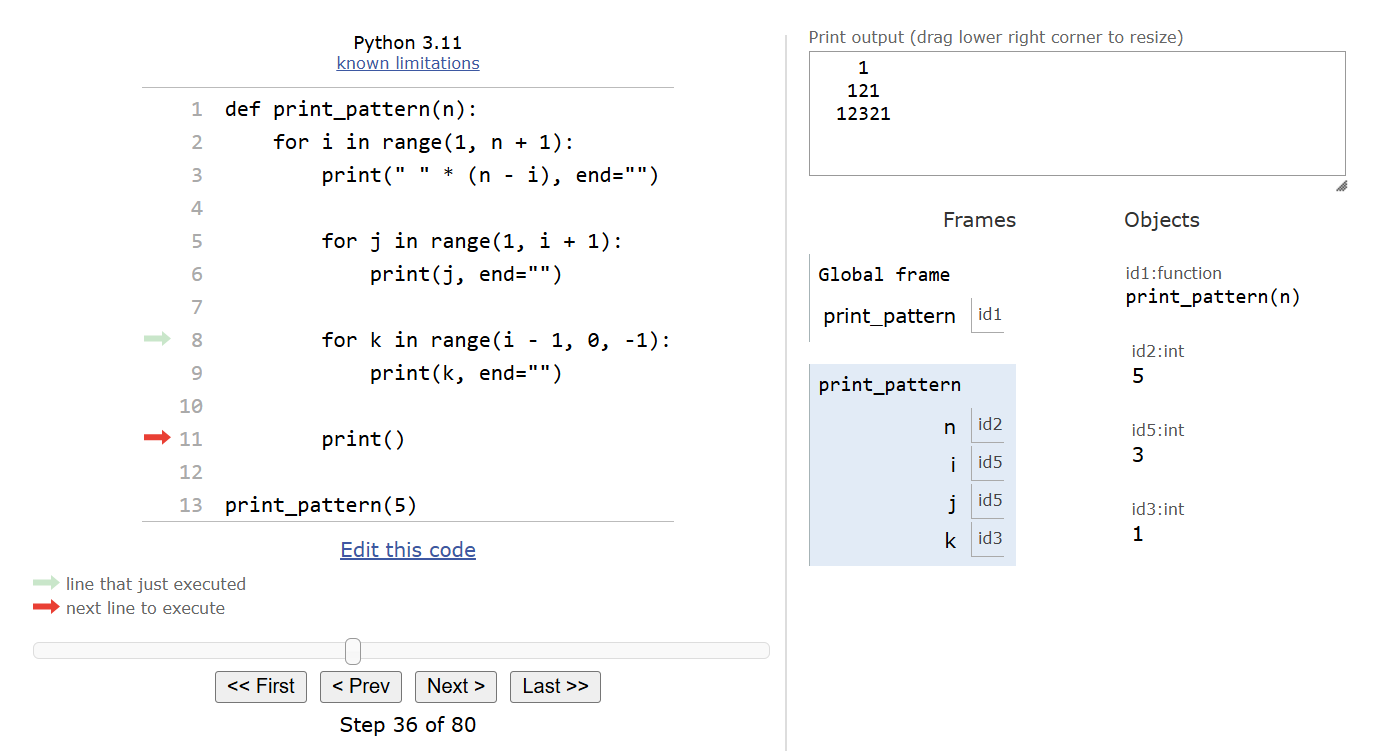 Python 3.11
known limitations
1 def print_pattern(n):
2     for i in range(1, n + 1):
3         print(" " * (n - i), end="")
4
5         for j in range(1, i + 1):
6             print(j, end="")
7
8         for k in range(i - 1, 0, -1):
9             print(k, end="")
10
11         print()
12
13 print_pattern(5)
Edit this code
line that just executed
next line to execute
<< First < Prev Next > Last >>
Step 36 of 80
Print output (drag lower right corner to resize)
    1
   121
  12321
Frames Objects
Global frame
print_pattern id1
print_pattern
n id2
i id5
j id5
k id3
id1:function
print_pattern(n)
id2:int
5
id5:int
3
id3:int
1